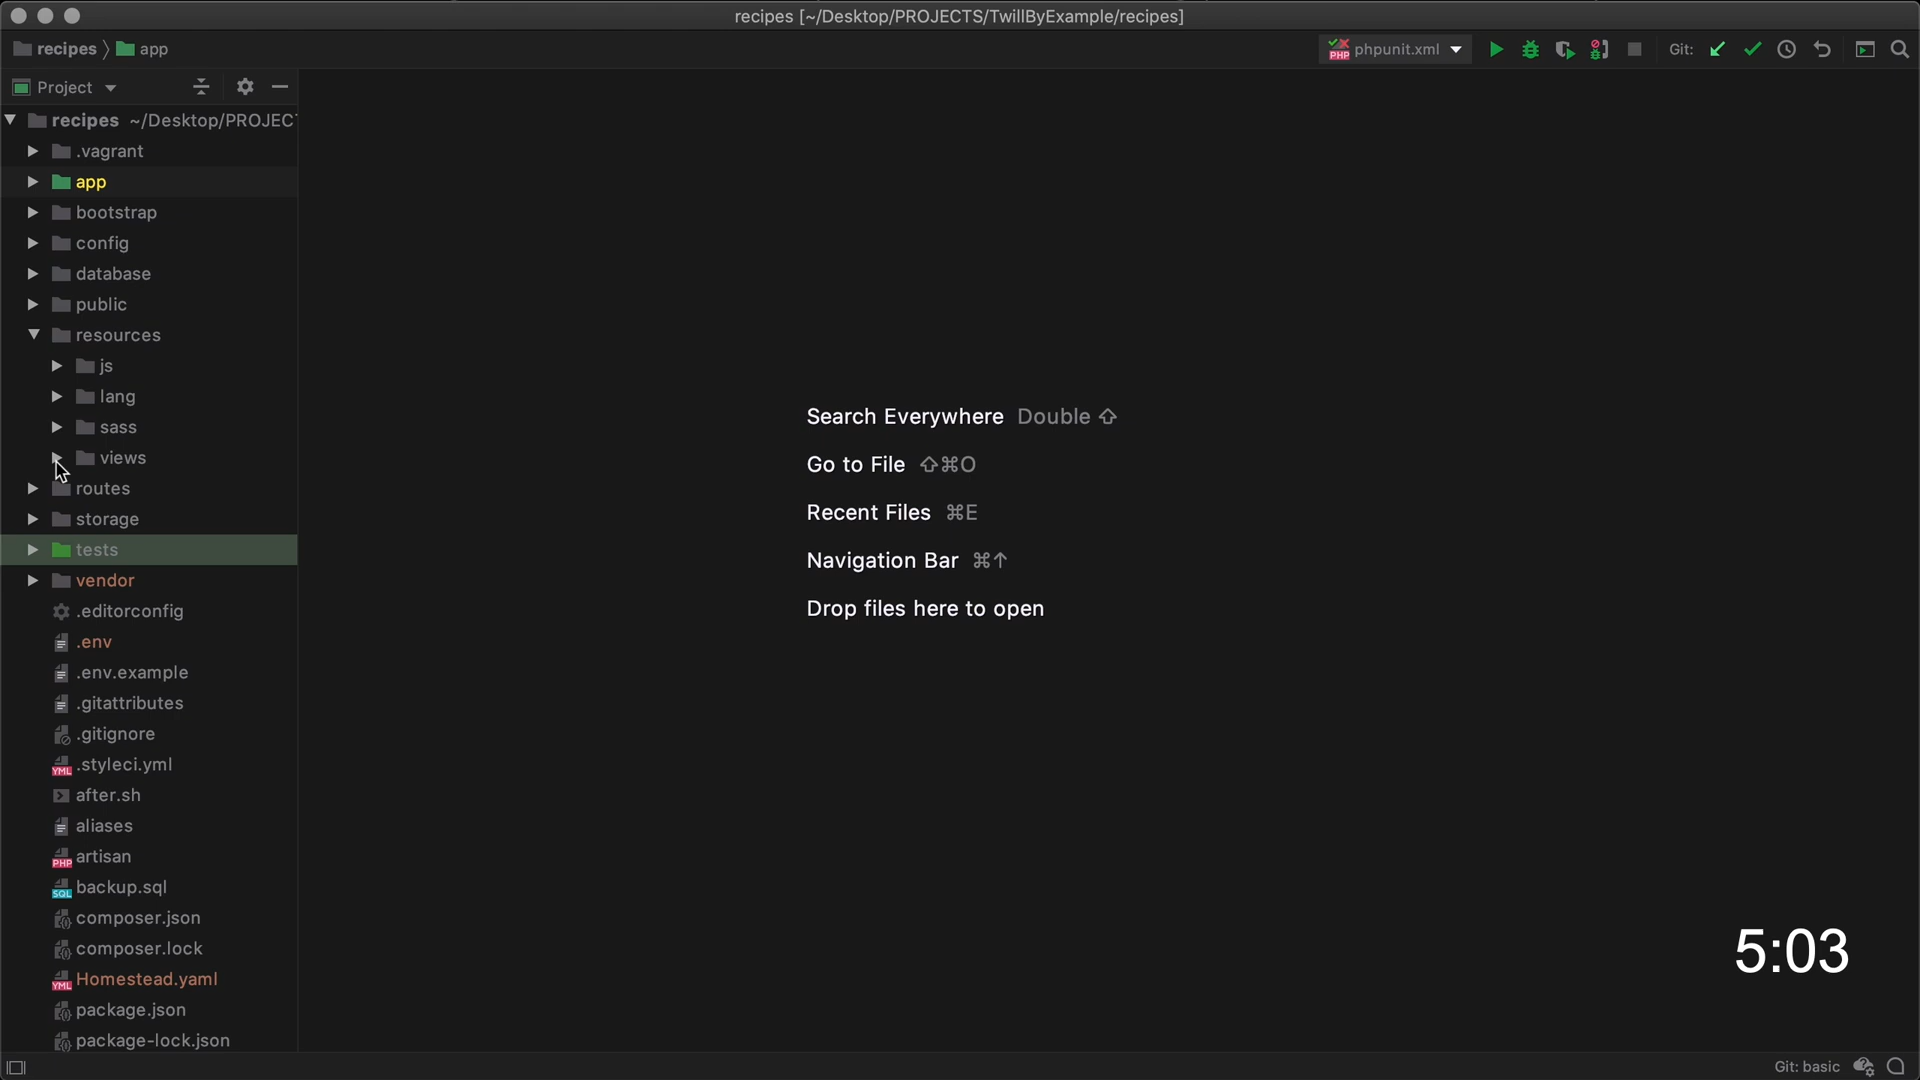 recipes [~/Desktop/PROJECTS/TwillByExample/recipes]
recipes app
phpunit.xml
Git:
Project
recipes ~/Desktop/PROJECT
.vagrant
app
bootstrap
config
database
public
resources
js
lang
sass
views
routes
storage
tests
vendor
.editorconfig
.env
.env.example
.gitattributes
.gitignore
.styleci.yml
after.sh
aliases
artisan
backup.sql
composer.json
composer.lock
Homestead.yaml
package.json
package-lock.json
Search Everywhere Double ⇧
Go to File ⇧⌘O
Recent Files ⌘E
Navigation Bar ⌘↑
Drop files here to open
5:03
Git: basic